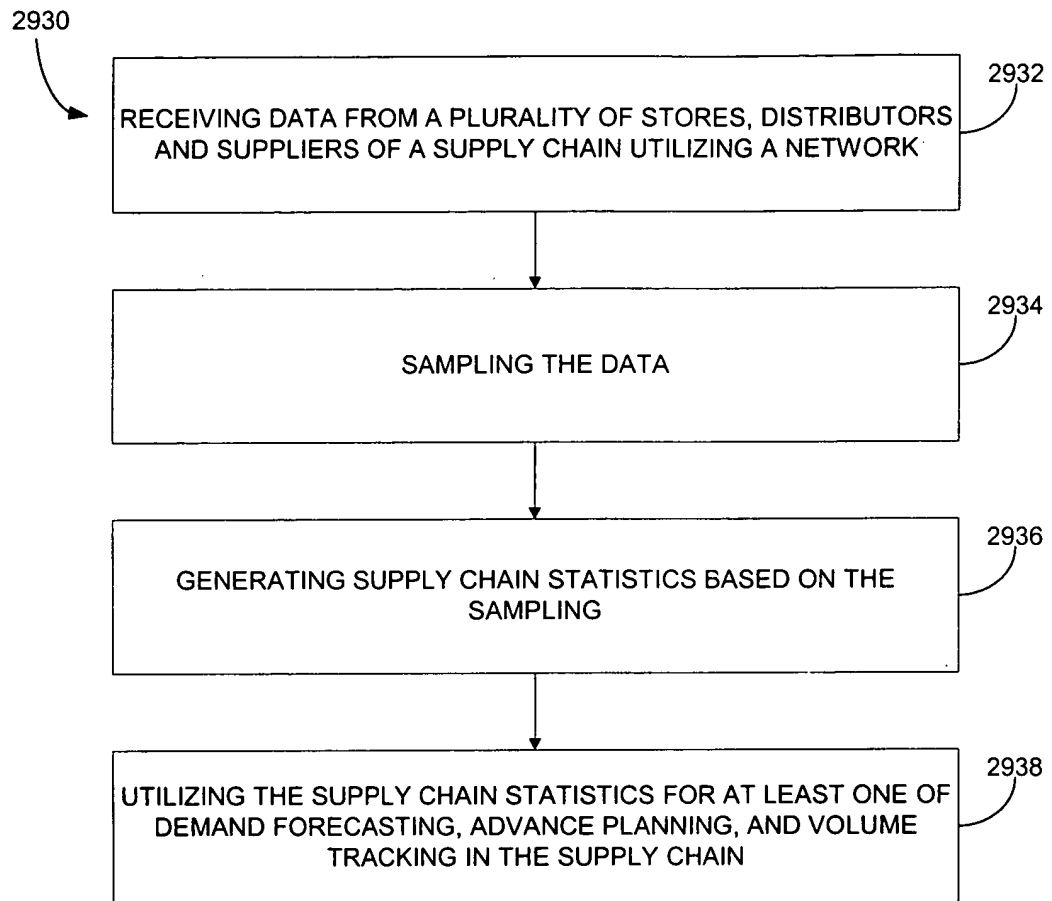 2930
2932
RECEIVING DATA FROM A PLURALITY OF STORES, DISTRIBUTORS
AND SUPPLIERS OF A SUPPLY CHAIN UTILIZING A NETWORK
2934
SAMPLING THE DATA
2936
GENERATING SUPPLY CHAIN STATISTICS BASED ON THE
SAMPLING
2938
UTILIZING THE SUPPLY CHAIN STATISTICS FOR AT LEAST ONE OF
DEMAND FORECASTING, ADVANCE PLANNING, AND VOLUME
TRACKING IN THE SUPPLY CHAIN